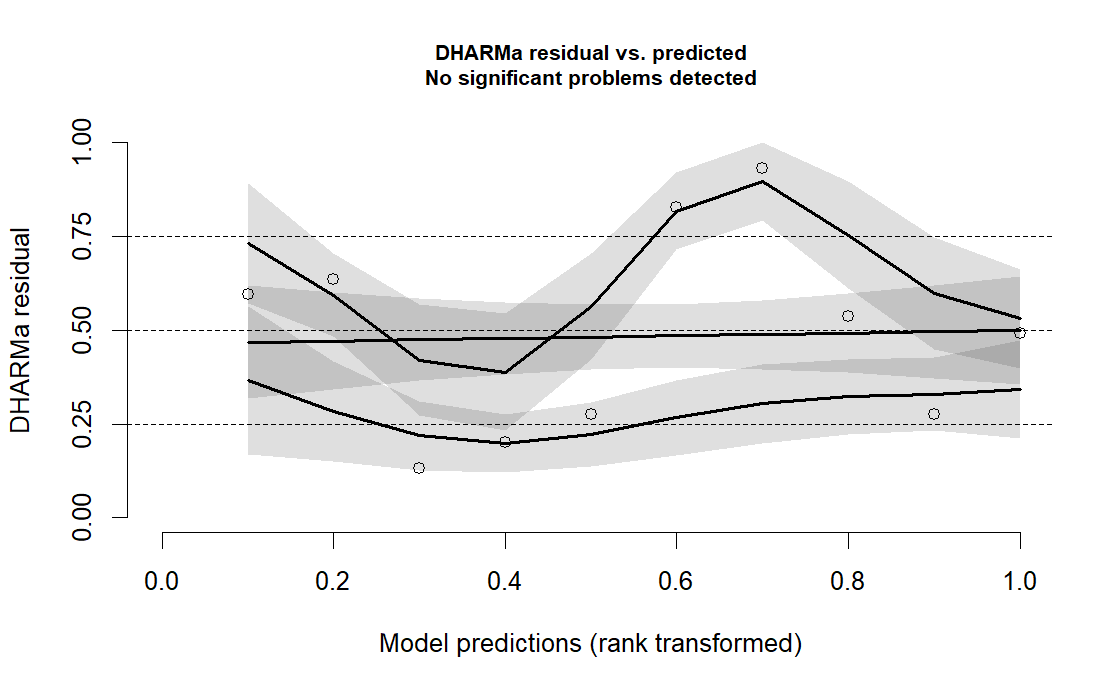 DHARMa residual vs. predicted
No significant problems detected
1.00
0.75
0.50
0.25
0.00
DHARMa residual
0.0 0.2 0.4 0.6 0.8 1.0
Model predictions (rank transformed)